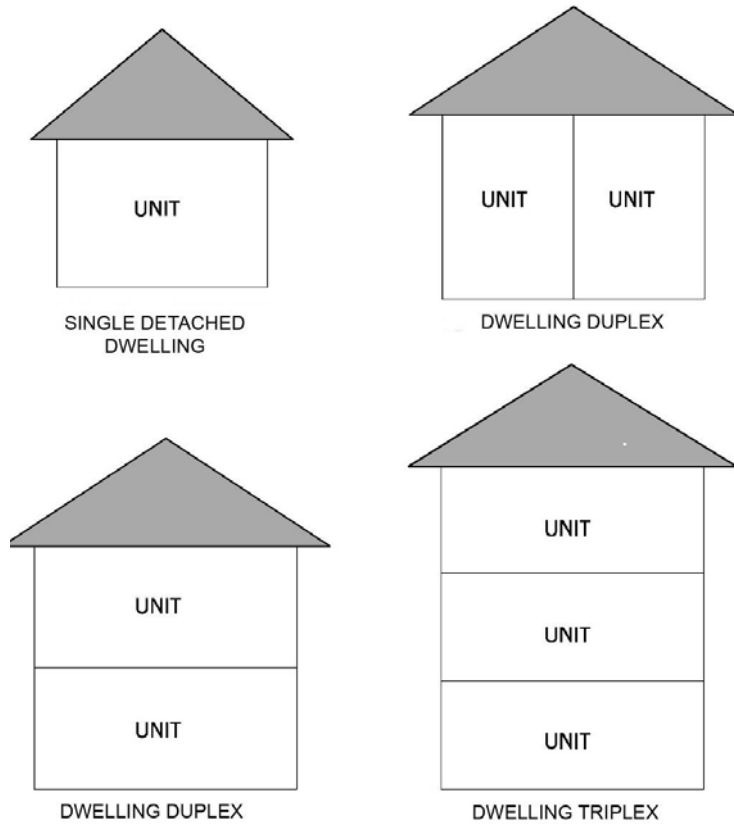 UNIT
SINGLE DETACHED
DWELLING
UNIT UNIT
DWELLING DUPLEX
UNIT
UNIT
DWELLING DUPLEX
UNIT
UNIT
UNIT
DWELLING TRIPLEX